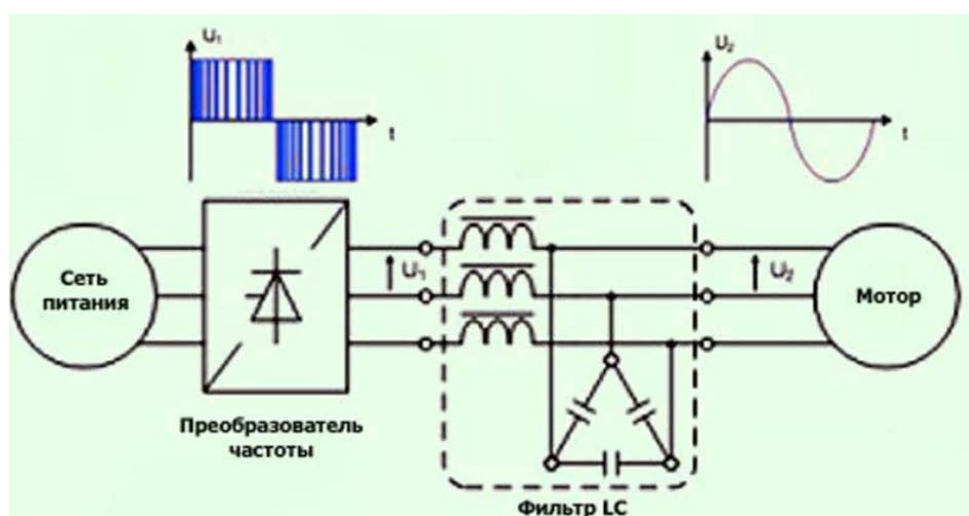 U₁
t
U₂
t
Сеть
питания
U₁
U₂
Мотор
Преобразователь
частоты
Фильтр LC